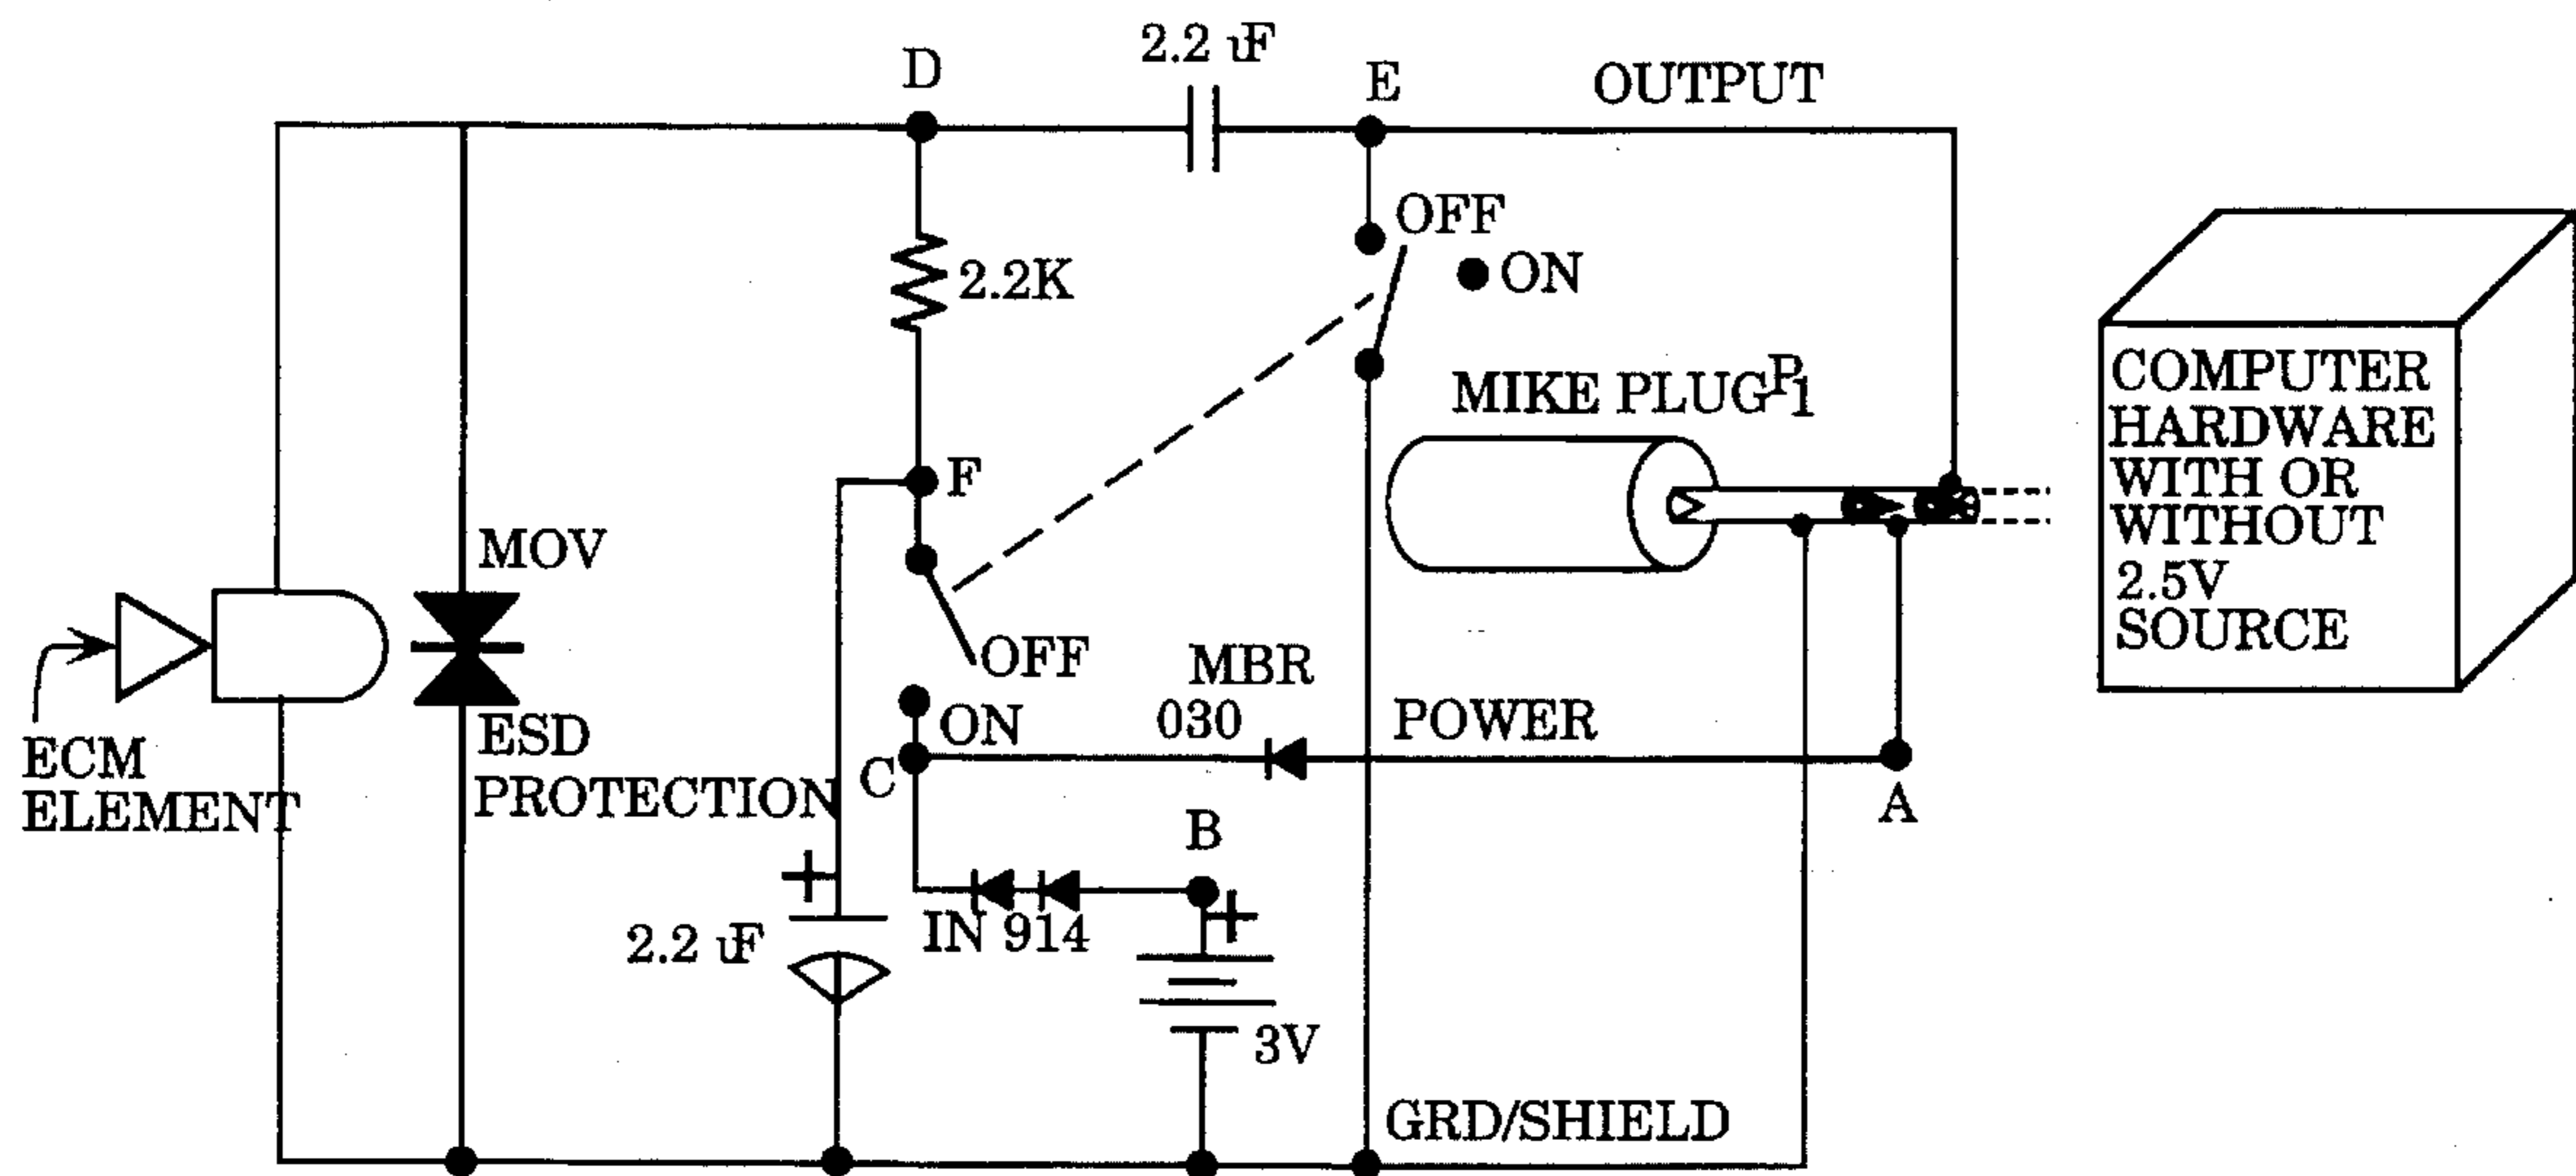 2.2 uF
D
E
OUTPUT
OFF
ON
2.2K
MIKE PLUG P1
COMPUTER
HARDWARE
WITH OR
WITHOUT
2.5V
SOURCE
F
MOV
OFF
ON
MBR
030
POWER
ECM
ELEMENT
ESD
PROTECTION
C
A
B
+
+
2.2 uF
IN 914
3V
GRD/SHIELD